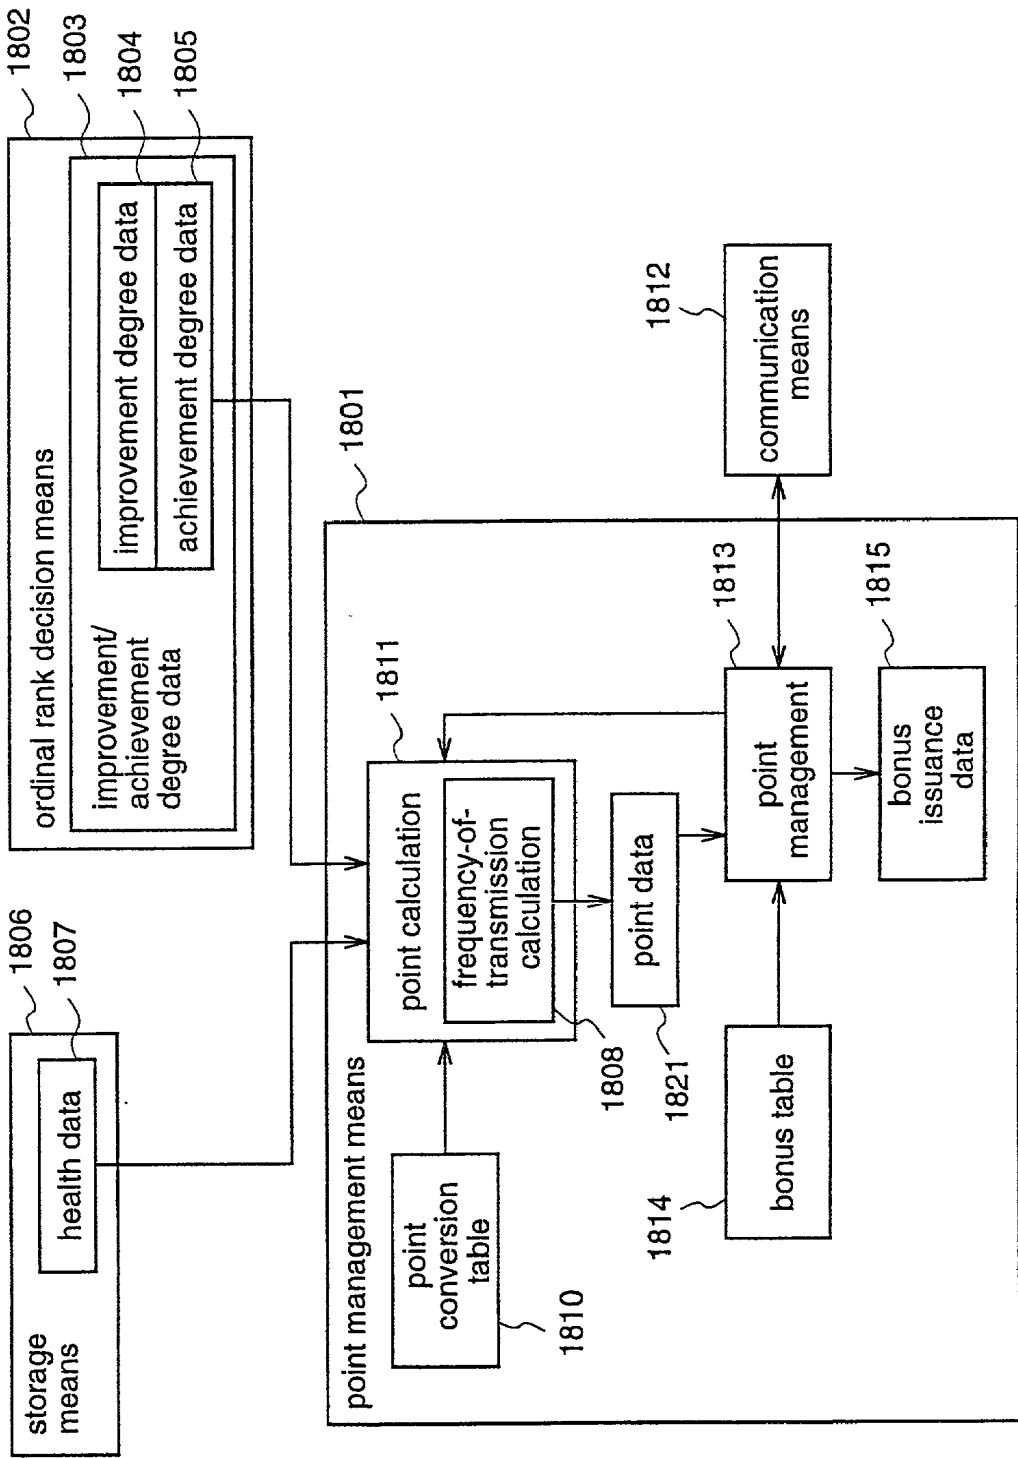 1806
1807
storage
means
health data
1802
1803
1804
1805
ordinal rank decision means
improvement/
achievement
degree data
improvement degree data
achievement degree data
1801
point management means
1811
point calculation
frequency-of-
transmission
calculation
1808
point
conversion
table
1810
point data
1821
1812
communication
means
1813
point
management
1814
bonus table
1815
bonus
issuance
data